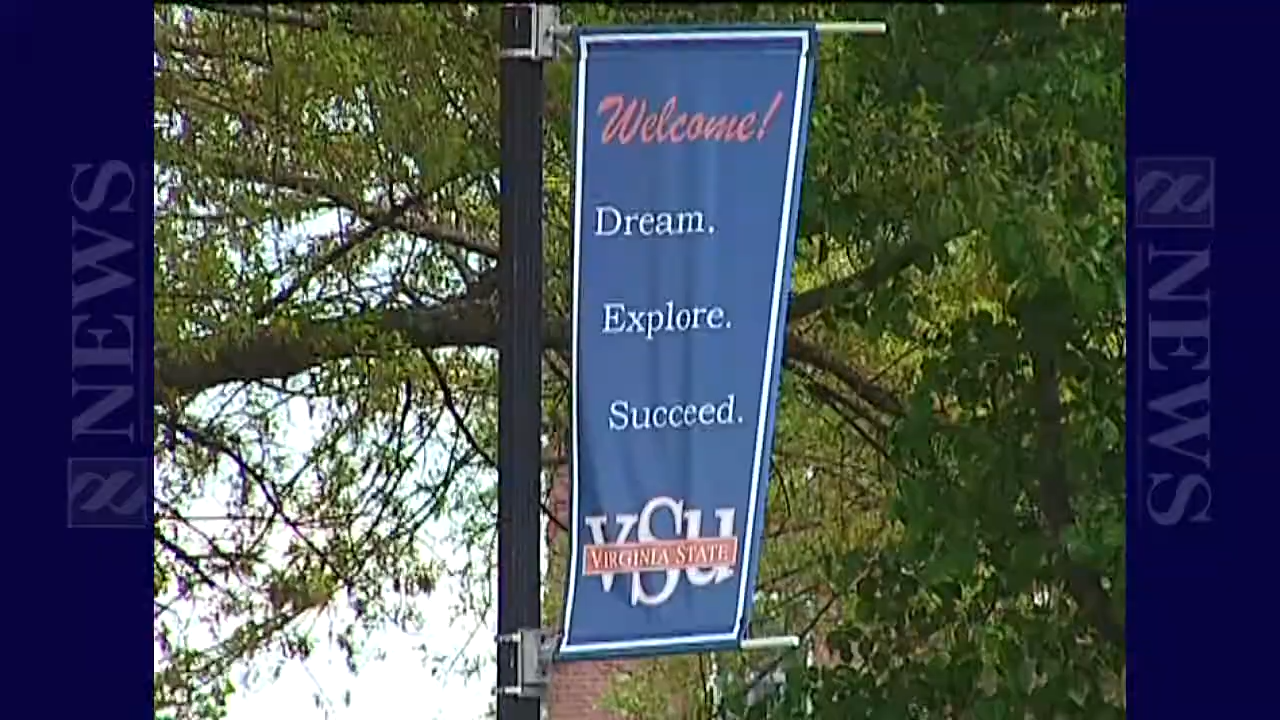 Welcome!
Dream.
Explore.
Succeed.
vSu
VIRGINIA STATE
8 NEWS
8 NEWS